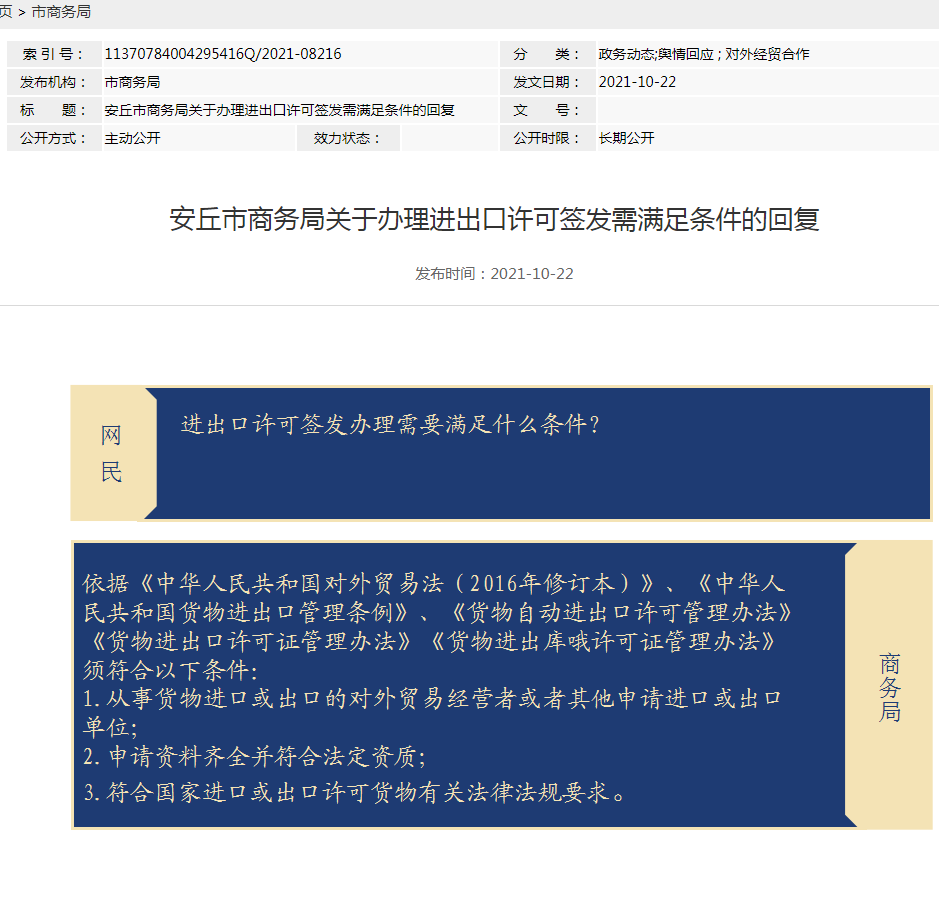 页 > 市商务局
索 引 号： 11370784004295416Q/2021-08216 分 类： 政务动态;舆情回应 ; 对外经贸合作
发布机构： 市商务局 发文日期： 2021-10-22
标 题： 安丘市商务局关于办理进出口许可签发需满足条件的回复 文 号：
公开方式： 主动公开 效力状态： 公开时限： 长期公开
安丘市商务局关于办理进出口许可签发需满足条件的回复
发布时间：2021-10-22
网民
进出口许可签发办理需要满足什么条件?
依据《中华人民共和国对外贸易法（2016年修订本）》、《中华人
民共和国货物进出口管理条例》、《货物自动进出口许可管理办法》
《货物进出口许可证管理办法》《货物进出库哦许可证管理办法》
须符合以下条件:
1.从事货物进口或出口的对外贸易经营者或者其他申请进口或出口
单位;
2.申请资料齐全并符合法定资质;
3.符合国家进口或出口许可货物有关法律法规要求。
商务局